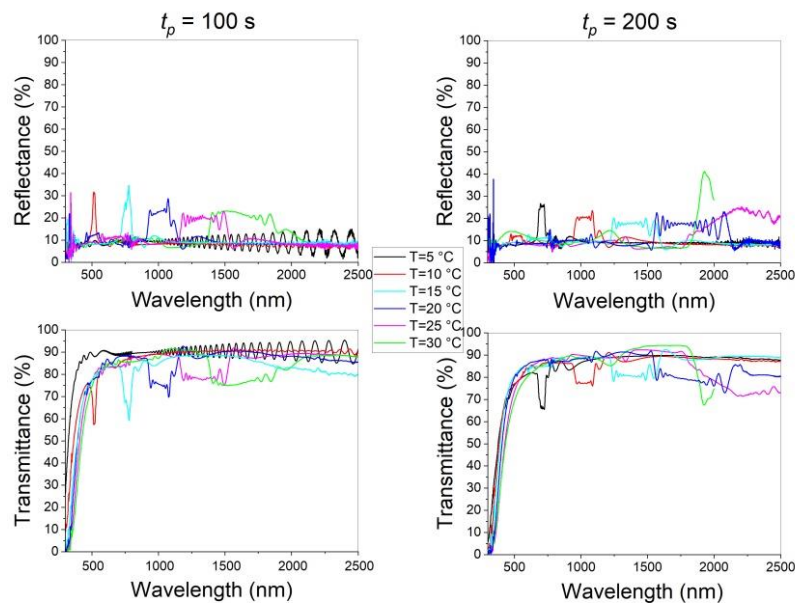 t_p = 100 s
t_p = 200 s
100
90
80
70
60
50
40
30
20
10
0
Reflectance (%)
500 1000 1500 2000 2500
Wavelength (nm)
100
90
80
70
60
50
40
30
20
10
0
Reflectance (%)
500 1000 1500 2000 2500
Wavelength (nm)
T=5 °C
T=10 °C
T=15 °C
T=20 °C
T=25 °C
T=30 °C
100
90
80
70
60
50
40
30
20
10
0
Transmittance (%)
500 1000 1500 2000 2500
Wavelength (nm)
100
90
80
70
60
50
40
30
20
10
0
Transmittance (%)
500 1000 1500 2000 2500
Wavelength (nm)